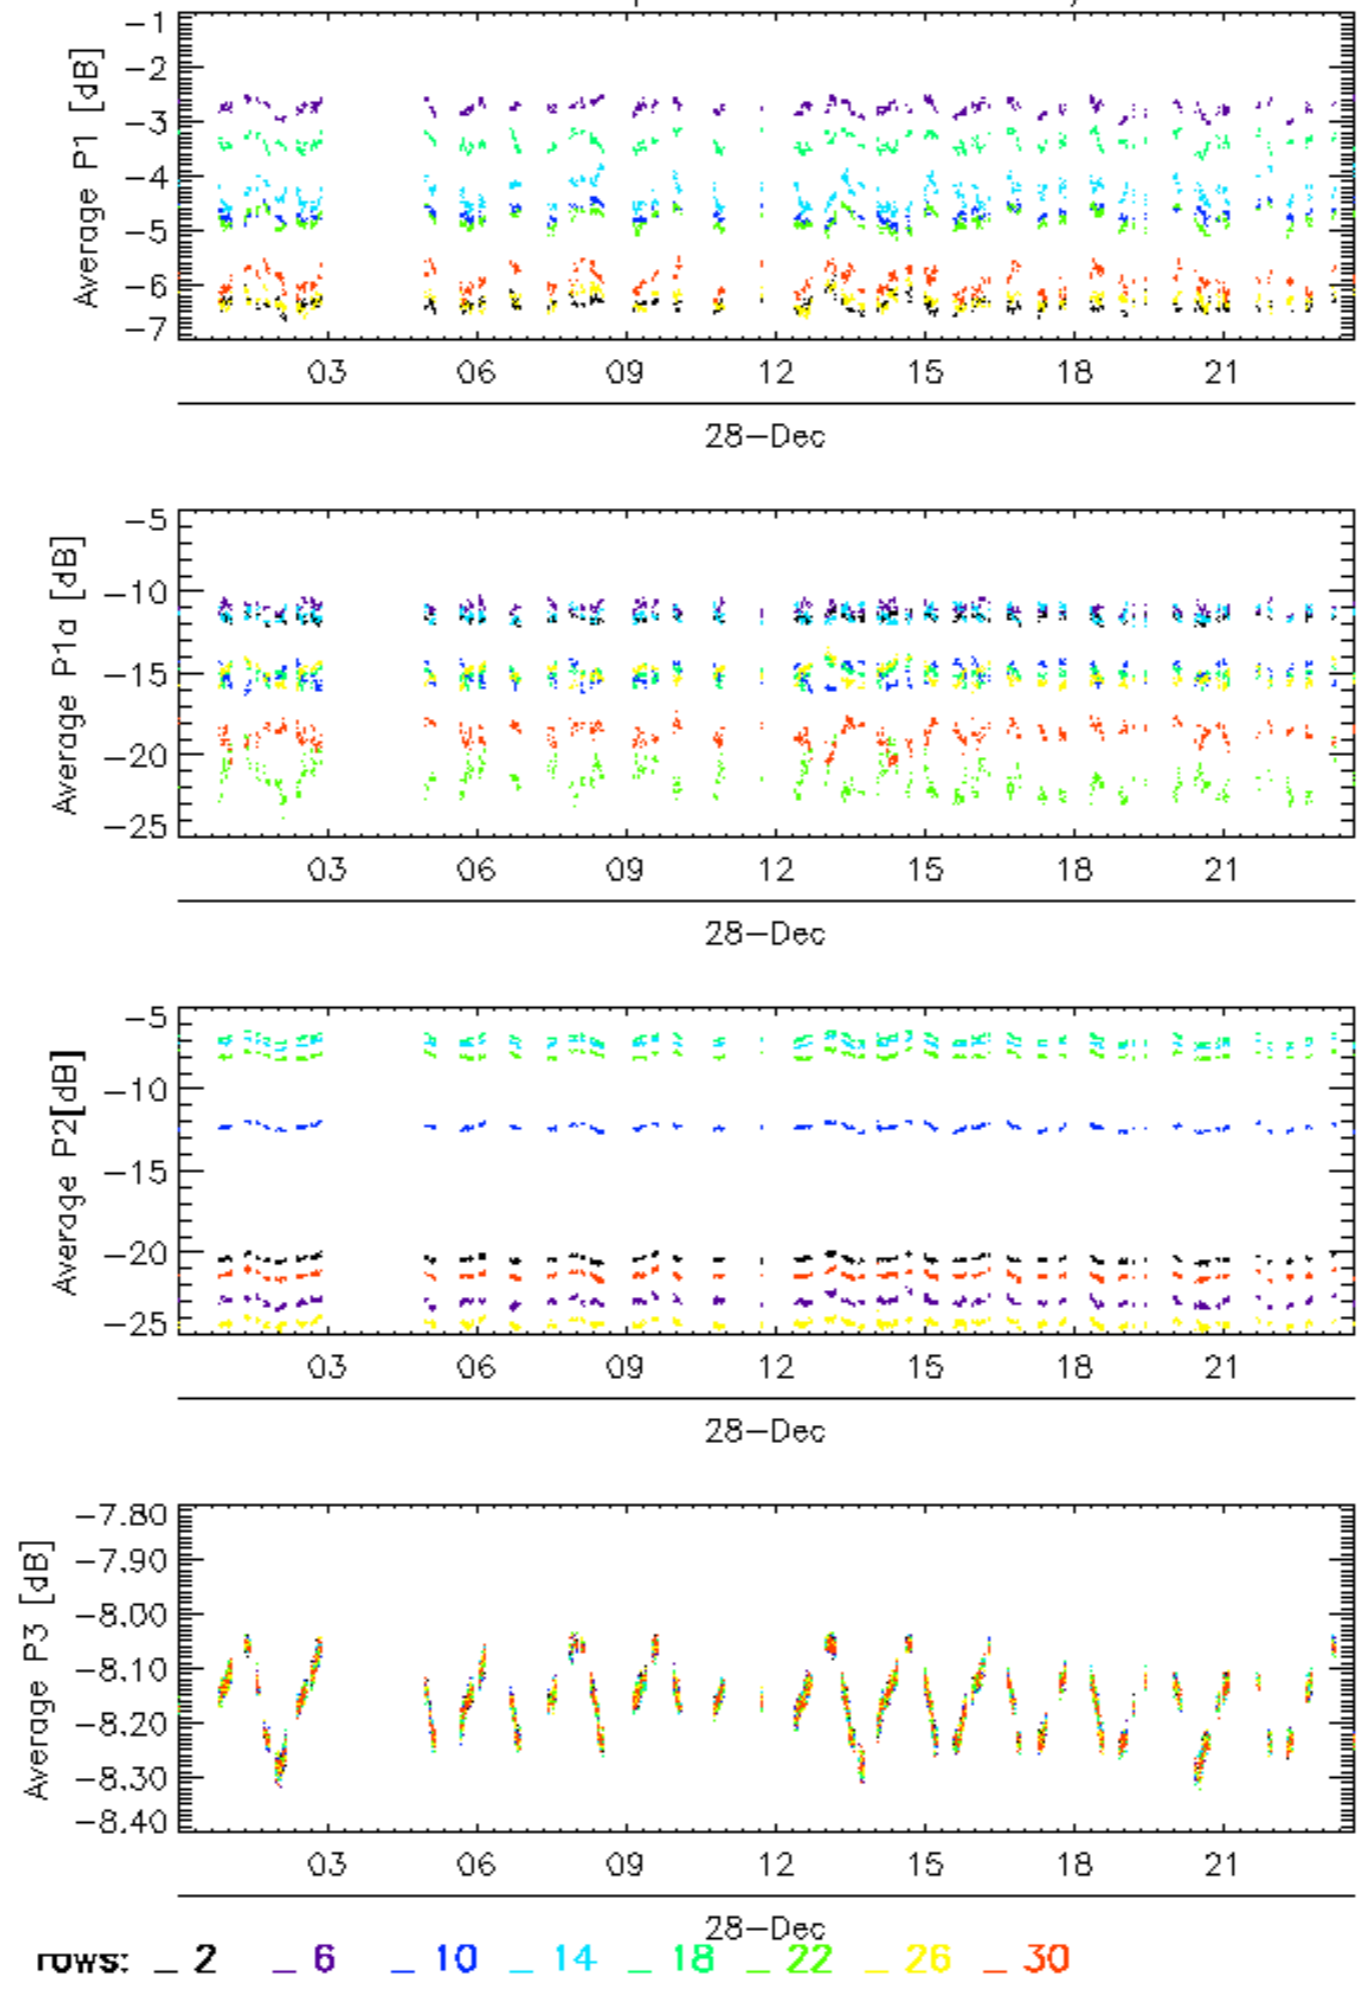 Average P1 [dB]
-1
-2
-3
-4
-5
-6
-7
03 06 09 12 15 18 21
28-Dec
Average P1a [dB]
-5
-10
-15
-20
-25
03 06 09 12 15 18 21
28-Dec
Average P2[dB]
-5
-10
-15
-20
-25
03 06 09 12 15 18 21
28-Dec
Average P3 [dB]
-7.80
-7.90
-8.00
-8.10
-8.20
-8.30
-8.40
03 06 09 12 15 18 21
28-Dec
rows: _ 2 _ 6 _ 10 _ 14 _ 18 _ 22 _ 26 _ 30